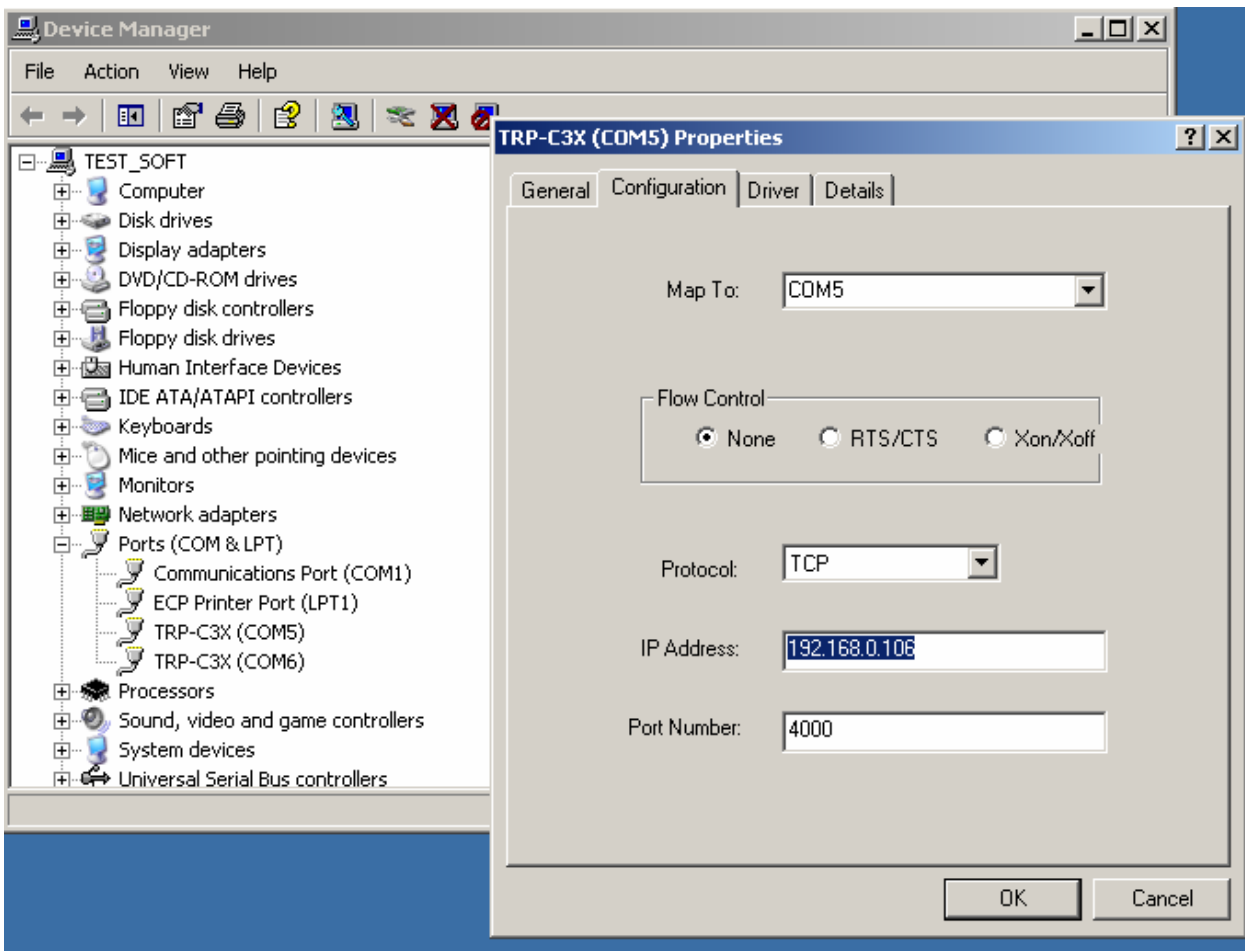 Device Manager
File Action View Help
TEST_SOFT
Computer
Disk drives
Display adapters
DVD/CD-ROM drives
Floppy disk controllers
Floppy disk drives
Human Interface Devices
IDE ATA/ATAPI controllers
Keyboards
Mice and other pointing devices
Monitors
Network adapters
Ports (COM & LPT)
Communications Port (COM1)
ECP Printer Port (LPT1)
TRP-C3X (COM5)
TRP-C3X (COM6)
Processors
Sound, video and game controllers
System devices
Universal Serial Bus controllers
TRP-C3X (COM5) Properties
General Configuration Driver Details
Map To: COM5
Flow Control
None RTS/CTS Xon/Xoff
Protocol: TCP
IP Address: 192.168.0.106
Port Number: 4000
OK Cancel